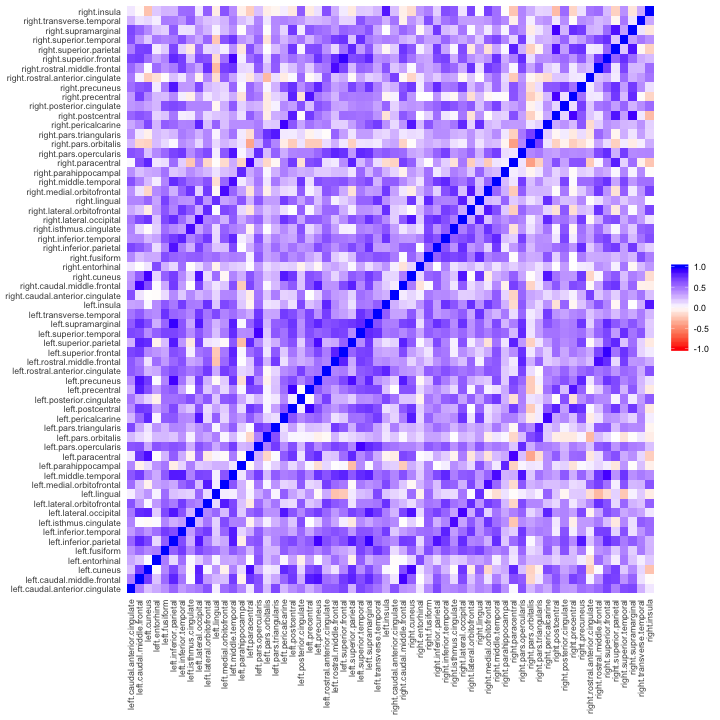 right.insula
right.transverse.temporal
right.supramarginal
right.superior.temporal
right.superior.parietal
right.superior.frontal
right.rostral.middle.frontal
right.rostral.anterior.cingulate
right.precuneus
right.precentral
right.posterior.cingulate
right.postcentral
right.pericalcarine
right.pars.triangularis
right.pars.orbitalis
right.pars.opercularis
right.paracentral
right.parahippocampal
right.middle.temporal
right.medial.orbitofrontal
right.lingual
right.lateral.orbitofrontal
right.lateral.occipital
right.isthmus.cingulate
right.inferior.temporal
right.inferior.parietal
right.fusiform
right.entorhinal
right.cuneus
right.caudal.middle.frontal
right.caudal.anterior.cingulate
left.insula
left.transverse.temporal
left.supramarginal
left.superior.temporal
left.superior.parietal
left.superior.frontal
left.rostral.middle.frontal
left.rostral.anterior.cingulate
left.precuneus
left.precentral
left.posterior.cingulate
left.postcentral
left.pericalcarine
left.pars.triangularis
left.pars.orbitalis
left.pars.opercularis
left.paracentral
left.parahippocampal
left.middle.temporal
left.medial.orbitofrontal
left.lingual
left.lateral.orbitofrontal
left.lateral.occipital
left.isthmus.cingulate
left.inferior.temporal
left.inferior.parietal
left.fusiform
left.entorhinal
left.cuneus
left.caudal.middle.frontal
left.caudal.anterior.cingulate
left.caudal.anterior.cingulate
left.caudal.middle.frontal
left.cuneus
left.entorhinal
left.fusiform
left.inferior.parietal
left.inferior.temporal
left.isthmus.cingulate
left.lateral.occipital
left.lateral.orbitofrontal
left.lingual
left.medial.orbitofrontal
left.middle.temporal
left.parahippocampal
left.paracentral
left.pars.opercularis
left.pars.orbitalis
left.pars.triangularis
left.pericalcarine
left.postcentral
left.posterior.cingulate
left.precentral
left.precuneus
left.rostral.anterior.cingulate
left.rostral.middle.frontal
left.superior.frontal
left.superior.parietal
left.superior.temporal
left.supramarginal
left.transverse.temporal
left.insula
right.caudal.anterior.cingulate
right.caudal.middle.frontal
right.cuneus
right.entorhinal
right.fusiform
right.inferior.parietal
right.inferior.temporal
right.isthmus.cingulate
right.lateral.occipital
right.lateral.orbitofrontal
right.lingual
right.medial.orbitofrontal
right.middle.temporal
right.parahippocampal
right.paracentral
right.pars.opercularis
right.pars.orbitalis
right.pars.triangularis
right.pericalcarine
right.postcentral
right.posterior.cingulate
right.precentral
right.precuneus
right.rostral.anterior.cingulate
right.rostral.middle.frontal
right.superior.frontal
right.superior.parietal
right.superior.temporal
right.supramarginal
right.transverse.temporal
right.insula
1.0
0.5
0.0
-0.5
-1.0